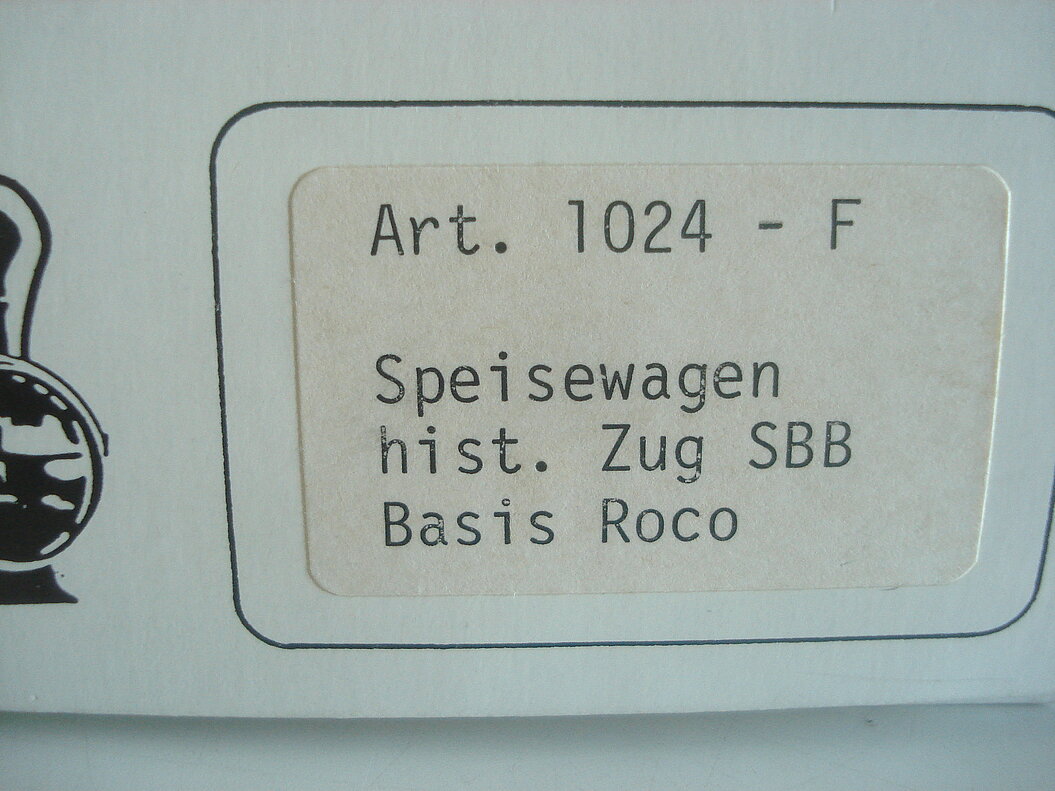 Art. 1024 - F
Speisewagen
hist. Zug SBB
Basis Roco